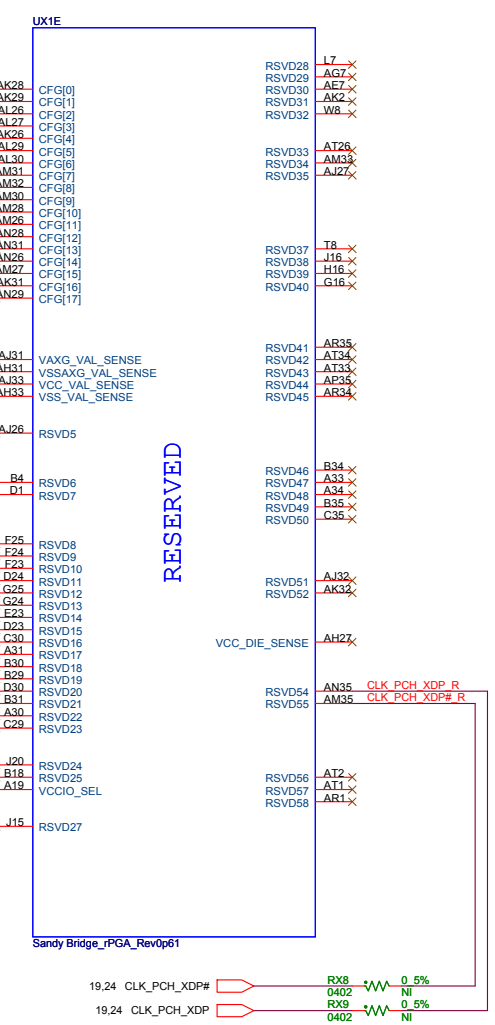 UX1E
L7
RSVD28
AG7
RSVD29
AK28 CFG[0] RSVD30 AE7
AK29 CFG[1] RSVD31 AK2
AL26 CFG[2] RSVD32 W8
AL27 CFG[3]
AK26 CFG[4]
AL29 CFG[5] RSVD33 AT26
AL30 CFG[6] RSVD34 AM33
AM31 CFG[7] RSVD35 AJ27
AM32 CFG[8]
AM30 CFG[9]
AM28 CFG[10]
AM26 CFG[11]
AN28 CFG[12]
AN31 CFG[13] RSVD37 T8
AN26 CFG[14] RSVD38 J16
AM27 CFG[15] RSVD39 H16
AK31 CFG[16] RSVD40 G16
AN29 CFG[17]
RSVD41 AR35
AJ31 VAXG_VAL_SENSE RSVD42 AT34
AH31 VSSAXG_VAL_SENSE RSVD43 AT33
AJ33 VCC_VAL_SENSE RSVD44 AP35
AH33 VSS_VAL_SENSE RSVD45 AR34
AJ26 RSVD5
RESERVED
RSVD46 B34
B4 RSVD6 RSVD47 A33
D1 RSVD7 RSVD48 A34
RSVD49 B35
RSVD50 C35
F25 RSVD8
F24 RSVD9
F23 RSVD10
D24 RSVD11 RSVD51 AJ32
G25 RSVD12 RSVD52 AK32
G24 RSVD13
E23 RSVD14
D23 RSVD15
C30 RSVD16 VCC_DIE_SENSE AH27
A31 RSVD17
B30 RSVD18
B29 RSVD19
D30 RSVD20 RSVD54 AN35 CLK_PCH_XDP_R
B31 RSVD21 RSVD55 AM35 CLK_PCH_XDP#_R
A30 RSVD22
C29 RSVD23
J20 RSVD24
B18 RSVD25 RSVD56 AT2
A19 VCCIO_SEL RSVD57 AT1
RSVD58 AR1
J15 RSVD27
Sandy Bridge_rPGA_Rev0p61
19,24 CLK_PCH_XDP# RX8 0_5%
0402 NI
19,24 CLK_PCH_XDP RX9 0_5%
0402 NI